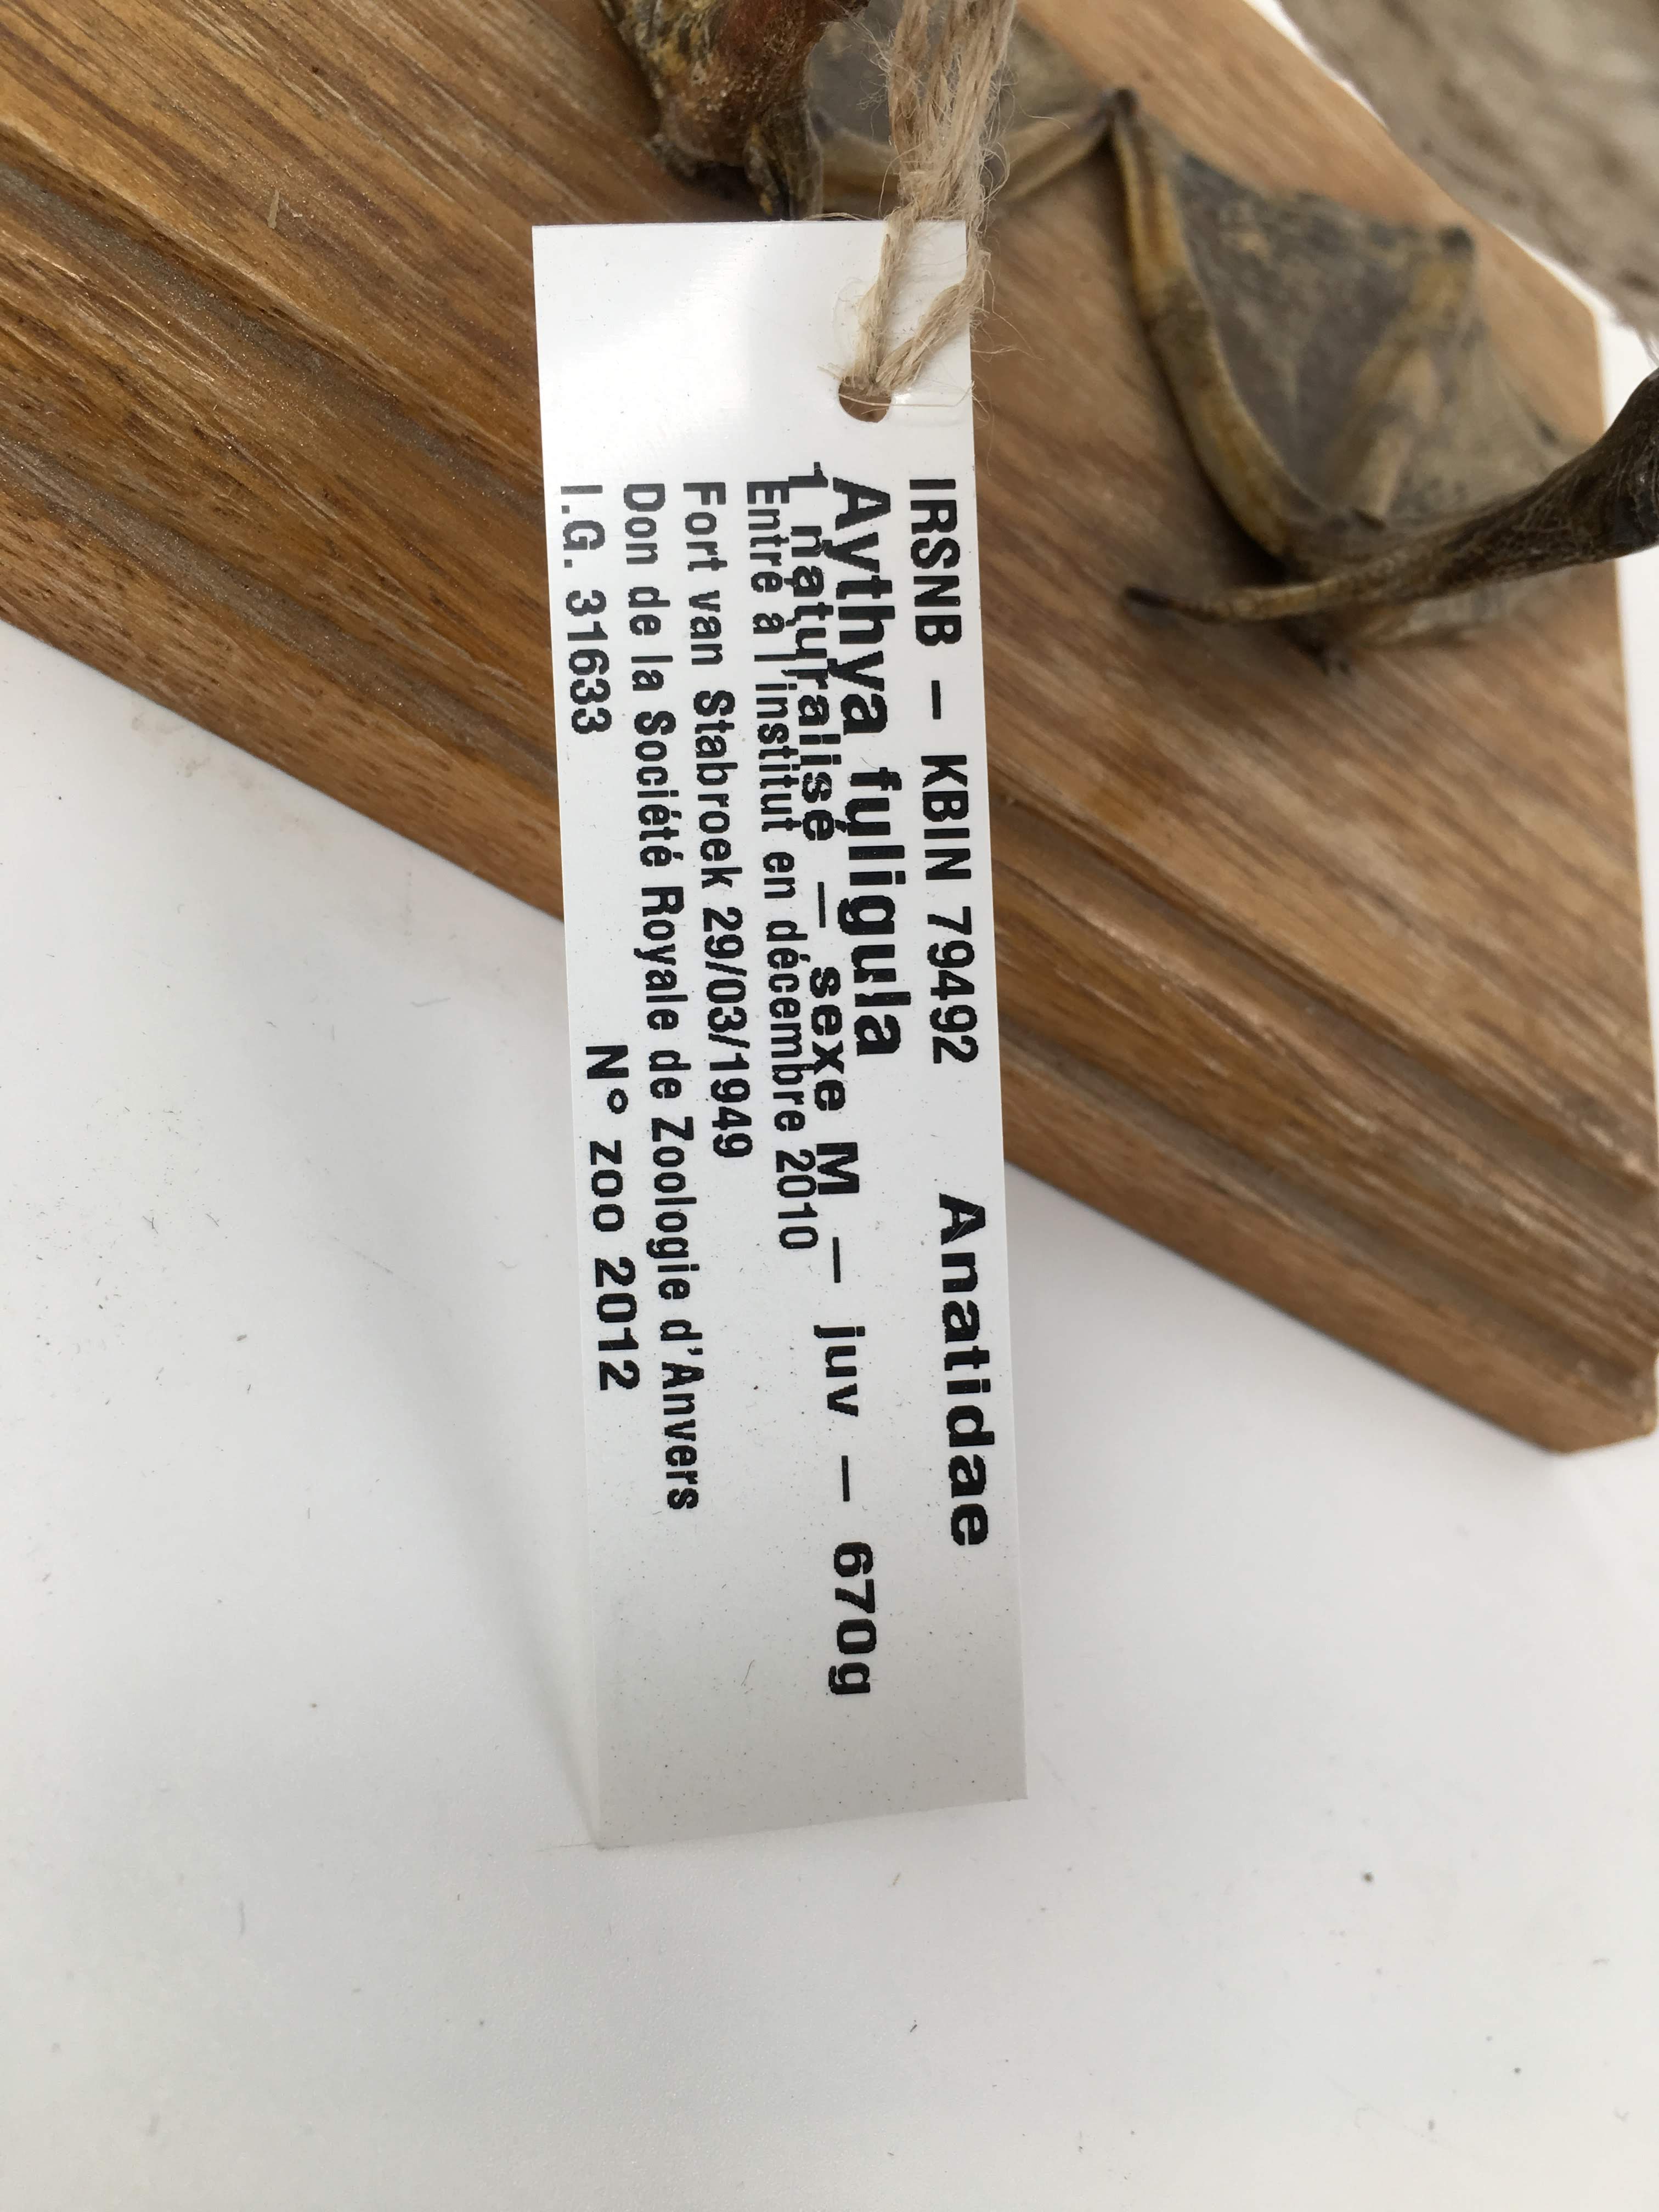 IRSNB – KBIN 79492 Anatidae
Aythya fuligula
1 naturalisé – sexe M – juv – 670g
Entré à l'institut en décembre 2010
Fort van Stabroek 29/03/1949
Don de la Société Royale de Zoologie d'Anvers
I.G. 31633 N° zoo 2012